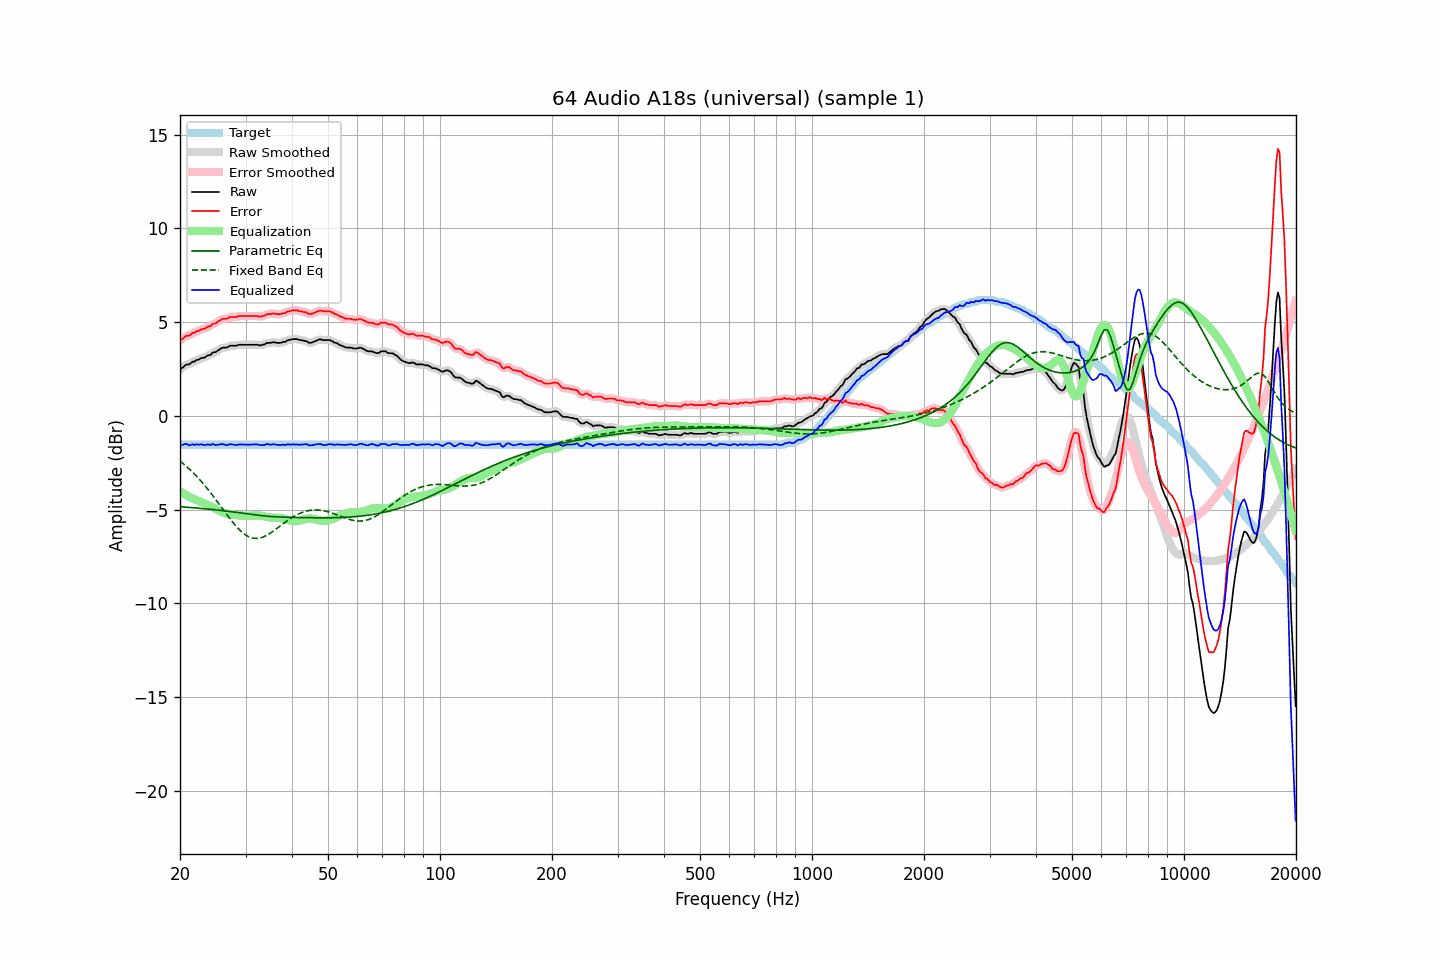 64 Audio A18s (universal) (sample 1)
Target
Raw Smoothed
Error Smoothed
Raw
Error
Equalization
Parametric Eq
Fixed Band Eq
Equalized
15
10
5
0
−5
−10
−15
−20
Amplitude (dBr)
20
50
100
200
500
1000
2000
5000
10000
20000
Frequency (Hz)